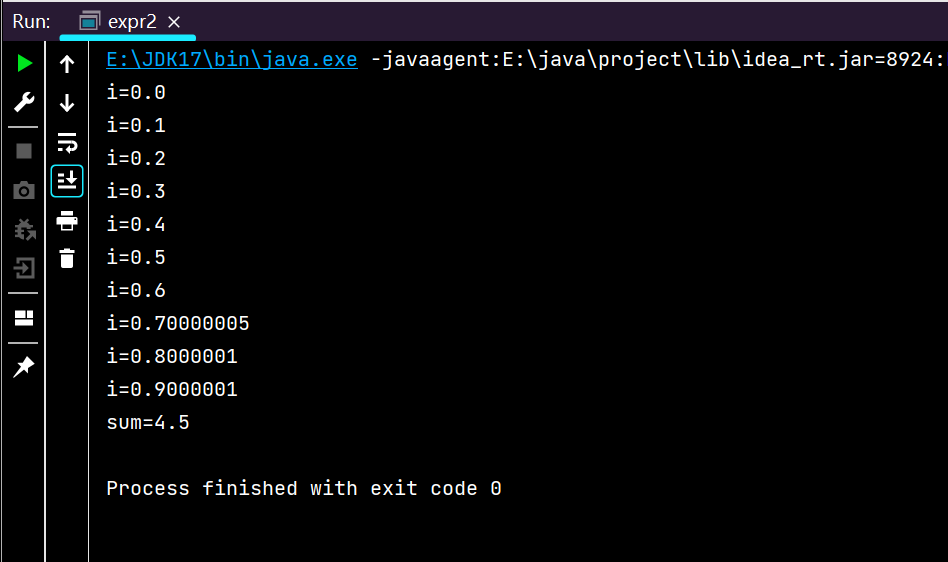 Run: expr2 ×
E:\JDK17\bin\java.exe -javaagent:E:\java\project\lib\idea_rt.jar=8924:
i=0.0
i=0.1
i=0.2
i=0.3
i=0.4
i=0.5
i=0.6
i=0.70000005
i=0.8000001
i=0.9000001
sum=4.5
Process finished with exit code 0